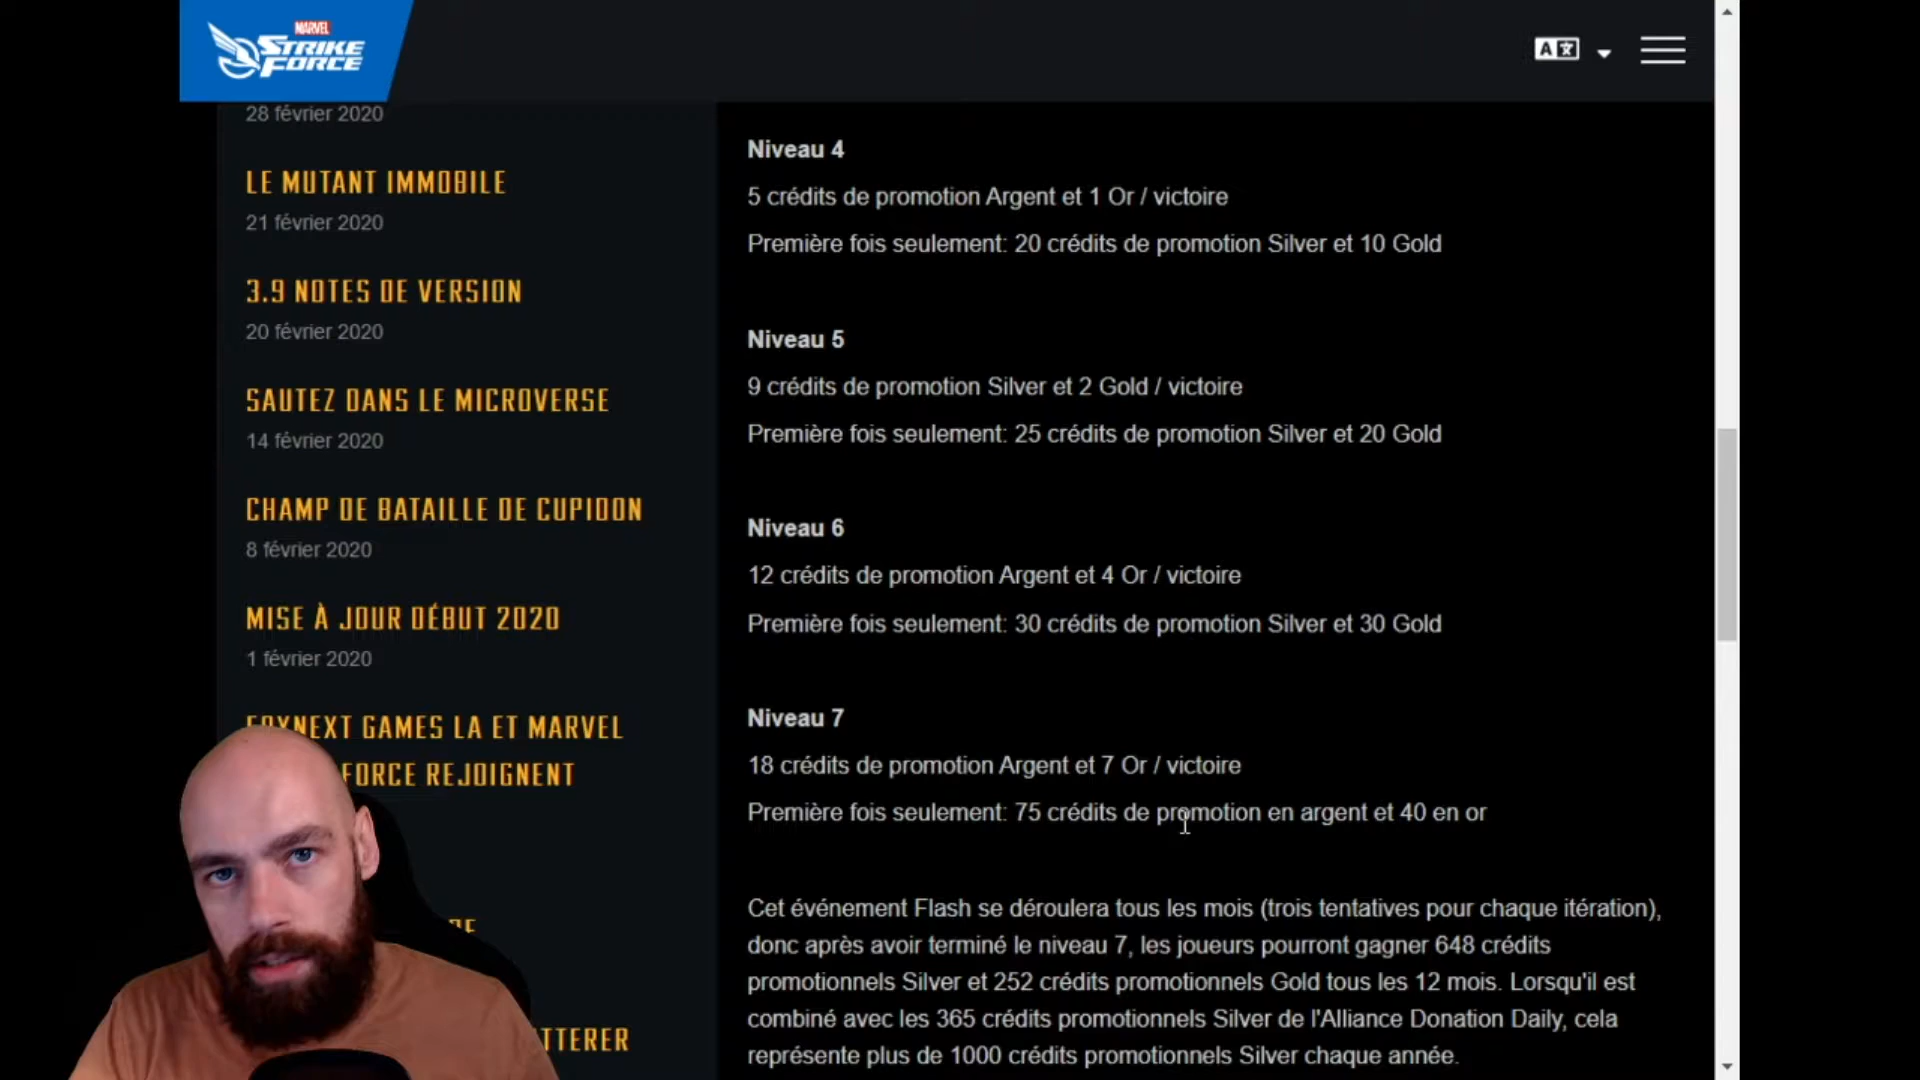 MARVEL
STRIKE
FORCE
A
28 février 2020
LE MUTANT IMMOBILE
21 février 2020
3.9 NOTES DE VERSION
20 février 2020
SAUTEZ DANS LE MICROVERSE
14 février 2020
CHAMP DE BATAILLE DE CUPIDON
8 février 2020
MISE À JOUR DÉBUT 2020
1 février 2020
GAMES LA ET MARVEL
FORCE REJOIGNENT
Niveau 4
5 crédits de promotion Argent et 1 Or / victoire
Première fois seulement: 20 crédits de promotion Silver et 10 Gold
Niveau 5
9 crédits de promotion Silver et 2 Gold / victoire
Première fois seulement: 25 crédits de promotion Silver et 20 Gold
Niveau 6
12 crédits de promotion Argent et 4 Or / victoire
Première fois seulement: 30 crédits de promotion Silver et 30 Gold
Niveau 7
18 crédits de promotion Argent et 7 Or / victoire
Première fois seulement: 75 crédits de promotion en argent et 40 en or
Cet événement Flash se déroulera tous les mois (trois tentatives pour chaque itération),
donc après avoir terminé le niveau 7, les joueurs pourront gagner 648 crédits
promotionnels Silver et 252 crédits promotionnels Gold tous les 12 mois. Lorsqu'il est
combiné avec les 365 crédits promotionnels Silver de l'Alliance Donation Daily, cela
représente plus de 1000 crédits promotionnels Silver chaque année.